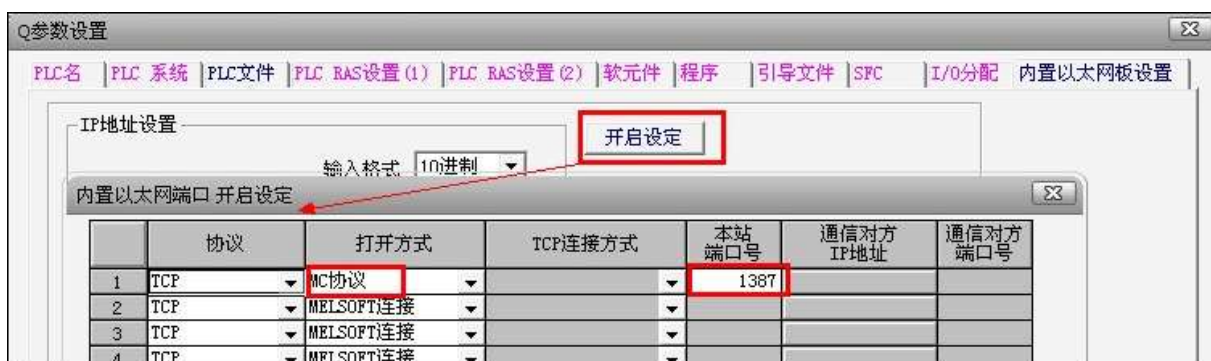 Q参数设置
PLC名 PLC 系统 PLC文件 PLC RAS设置(1) PLC RAS设置(2) 软元件 程序 引导文件 SFC I/O分配 内置以太网板设置
IP地址设置
开启设定
输入格式 10进制
内置以太网端口 开启设定
协议 打开方式 TCP连接方式 本站端口号 通信对方IP地址 通信对方端口号
1 TCP MC协议 1387
2 TCP MELSOFT连接
3 TCP MELSOFT连接
4 TCP MELSOFT连接